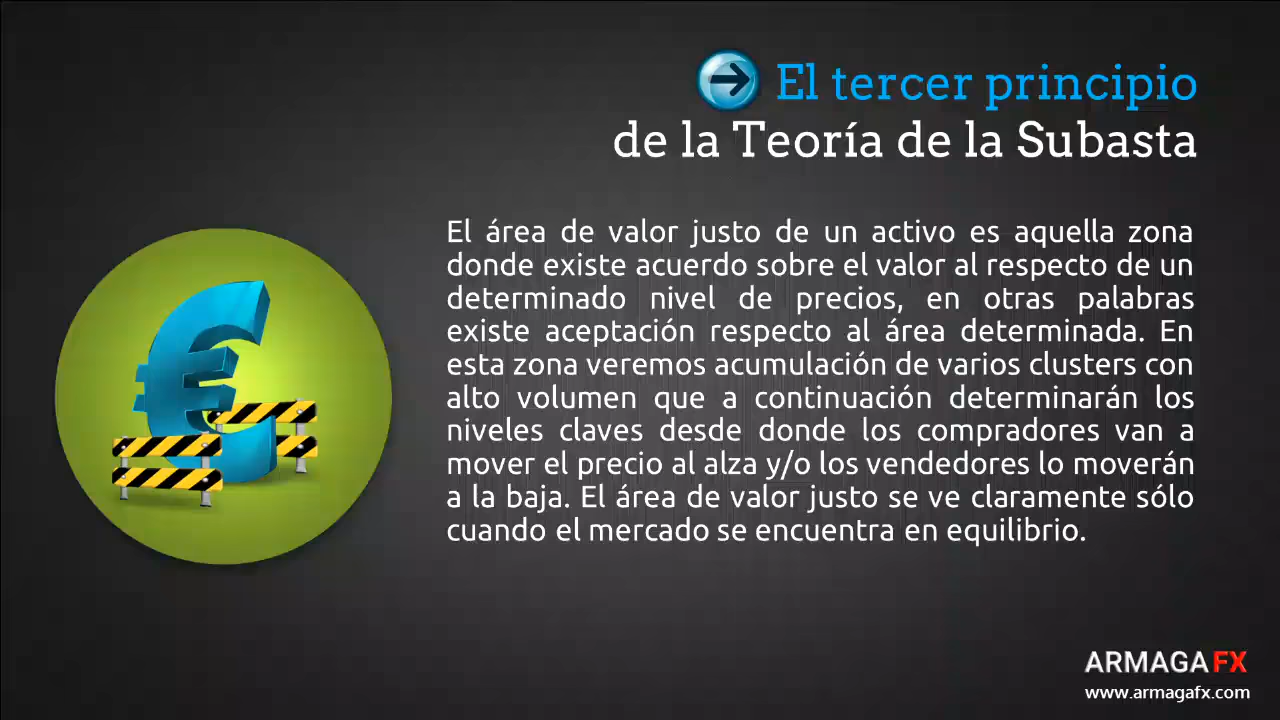 El tercer principio
de la Teoría de la Subasta
El área de valor justo de un activo es aquella zona
donde existe acuerdo sobre el valor al respecto de un
determinado nivel de precios, en otras palabras
existe aceptación respecto al área determinada. En
esta zona veremos acumulación de varios clusters con
alto volumen que a continuación determinarán los
niveles claves desde donde los compradores van a
mover el precio al alza y/o los vendedores lo moverán
a la baja. El área de valor justo se ve claramente sólo
cuando el mercado se encuentra en equilibrio.
ARMAGA FX
www.armagafx.com